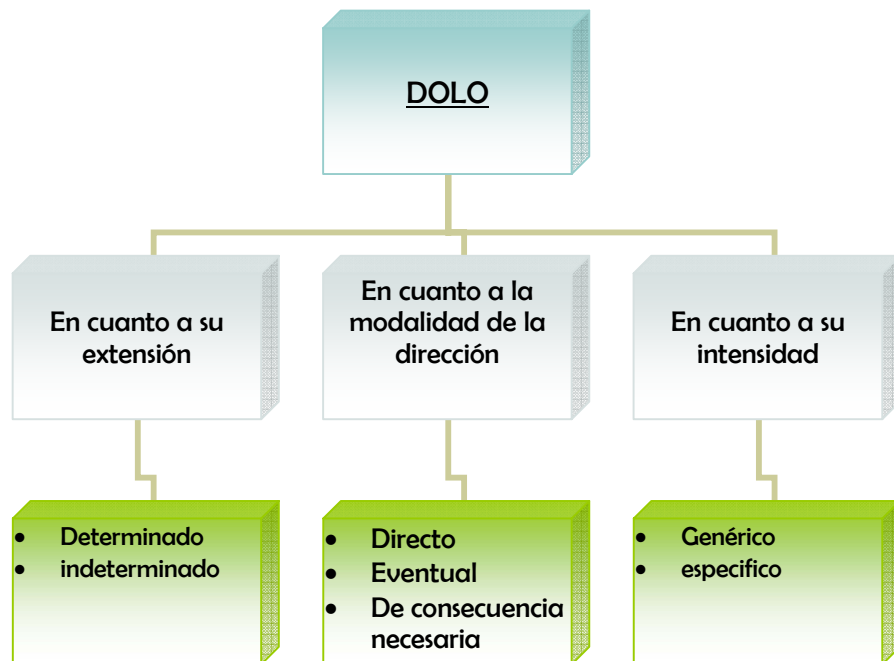 DOLO
En cuanto a su
extensión
En cuanto a la
modalidad de la
dirección
En cuanto a su
intensidad
• Determinado
• indeterminado
• Directo
• Eventual
• De consecuencia
necesaria
• Genérico
• especifico